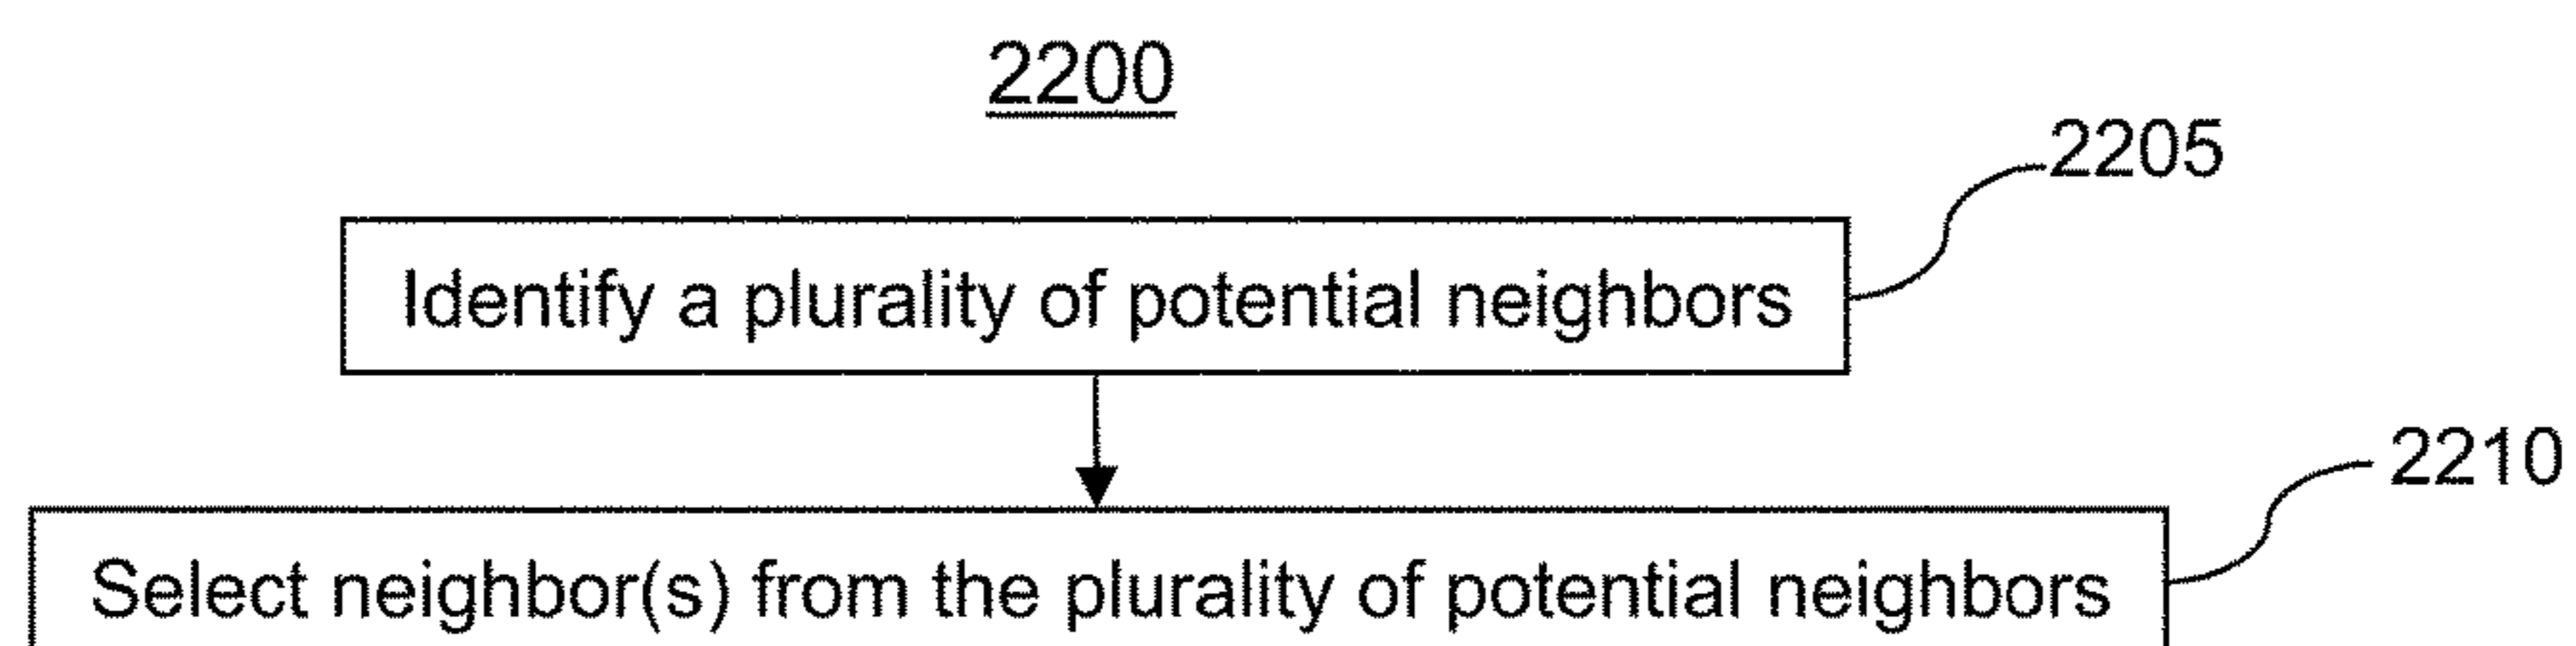 2200
2205
Identify a plurality of potential neighbors
2210
Select neighbor(s) from the plurality of potential neighbors